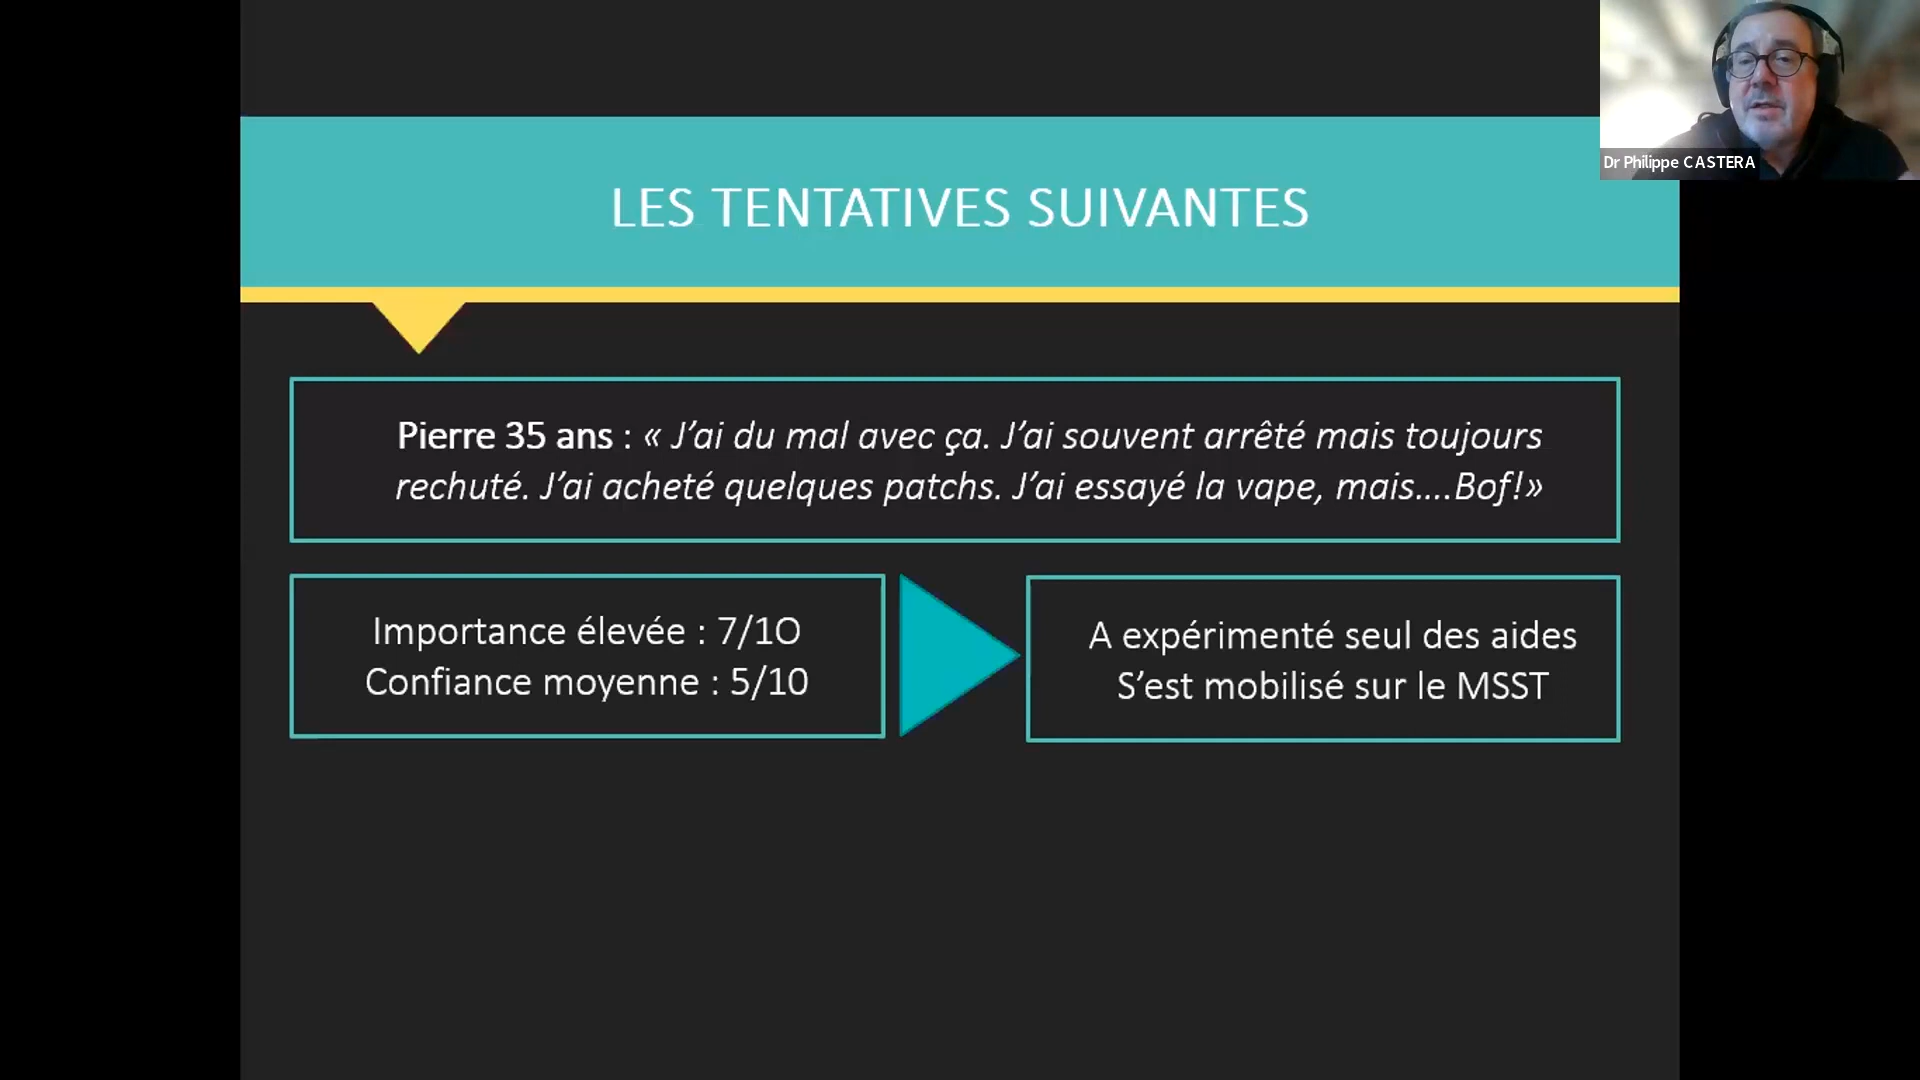 Dr Philippe CASTERA
LES TENTATIVES SUIVANTES
Pierre 35 ans : « J’ai du mal avec ça. J’ai souvent arrêté mais toujours
rechuté. J’ai acheté quelques patchs. J’ai essayé la vape, mais....Bof!»
Importance élevée : 7/1O
Confiance moyenne : 5/10
A expérimenté seul des aides
S’est mobilisé sur le MSST